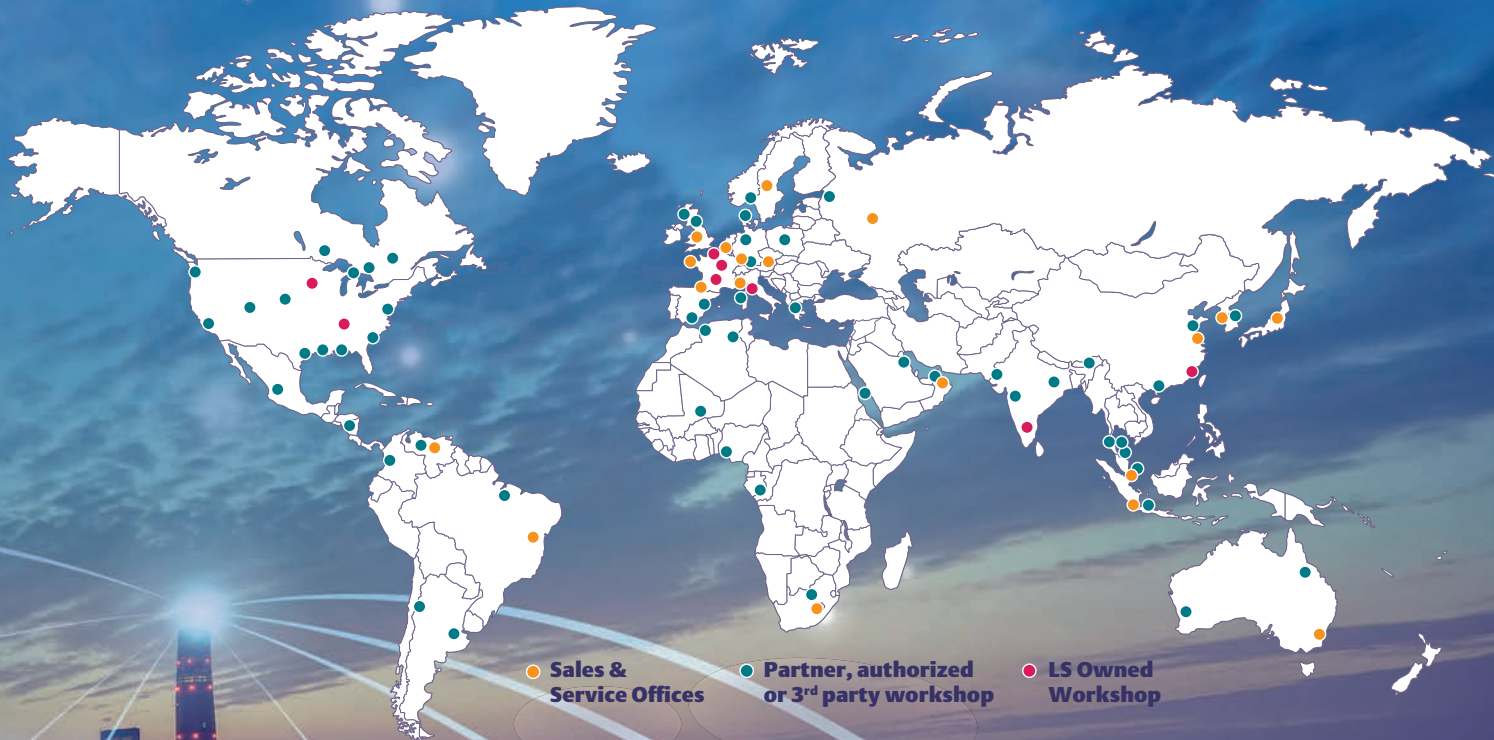 Sales &
Service Offices
Partner, authorized
or 3rd party workshop
LS Owned
Workshop